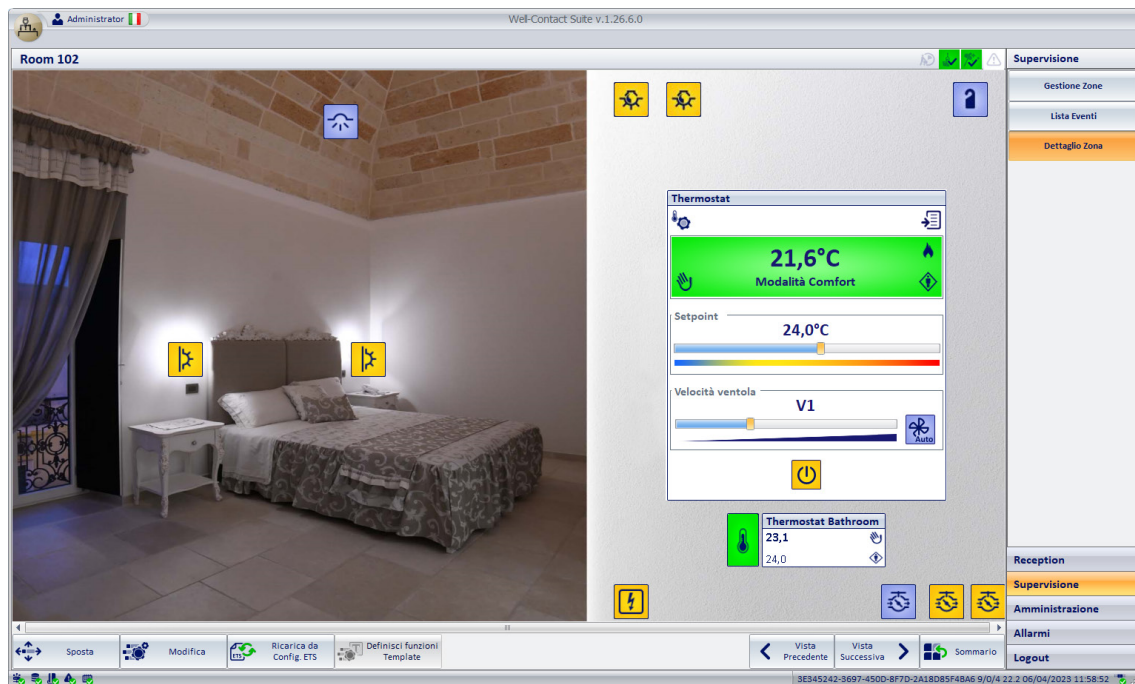 Administrator
Well-Contact Suite v.1.26.6.0
Room 102
Supervisione
Gestione Zone
Lista Eventi
Dettaglio Zona
Thermostat
21,6°C
Modalità Comfort
Setpoint
24,0°C
Velocità ventola
V1
Auto
Thermostat Bathroom
23,1
24,0
Reception
Supervisione
Amministrazione
Allarmi
Logout
Sposta
Modifica
ETS
Ricarica da
Config. ETS
Definisci funzioni
Template
Vista
Precedente
Vista
Successiva
Sommario
3E345242-3697-450D-8F7D-2A18D85F4BA6 9/0/4 22.2 06/04/2023 11:58:52